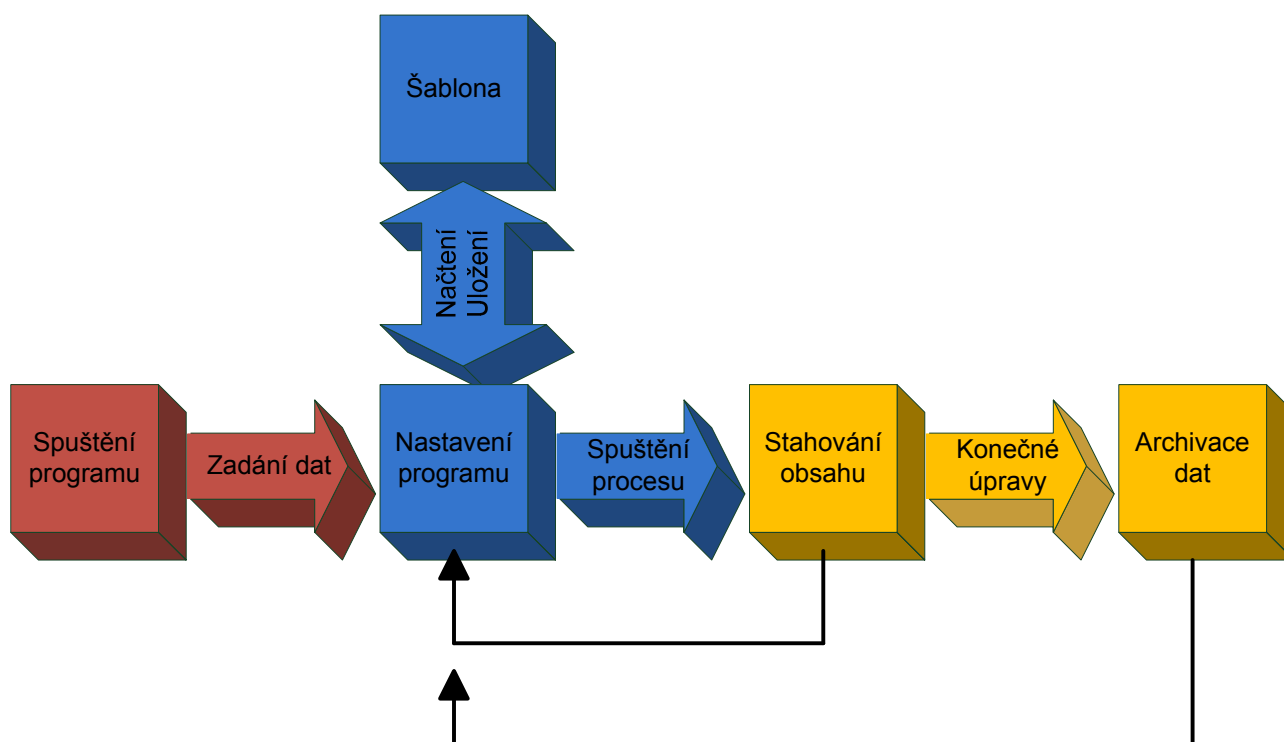 Šablona
Načtení
Uložení
Spuštění
programu
Zadání dat
Nastavení
programu
Spuštění
procesu
Stahování
obsahu
Konečné
úpravy
Archivace
dat